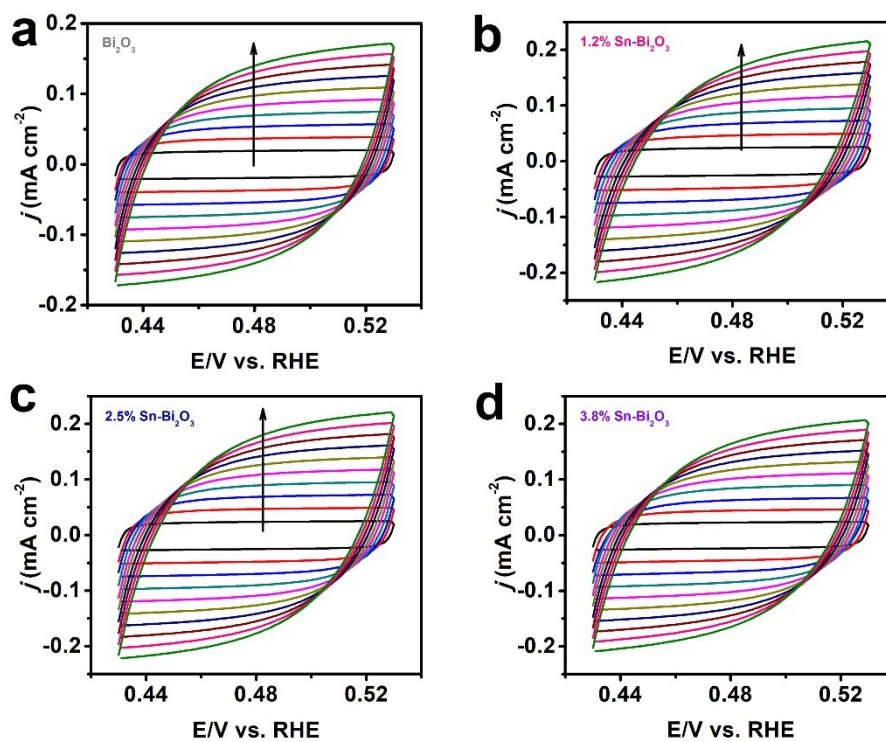 a
Bi₂O₃
0.2
0.1
0.0
-0.1
-0.2
j (mA cm⁻²)
0.44 0.48 0.52
E/V vs. RHE
b
1.2% Sn-Bi₂O₃
0.2
0.1
0.0
-0.1
-0.2
j (mA cm⁻²)
0.44 0.48 0.52
E/V vs. RHE
c
2.5% Sn-Bi₂O₃
0.2
0.1
0.0
-0.1
-0.2
j (mA cm⁻²)
0.44 0.48 0.52
E/V vs. RHE
d
3.8% Sn-Bi₂O₃
0.2
0.1
0.0
-0.1
-0.2
j (mA cm⁻²)
0.44 0.48 0.52
E/V vs. RHE